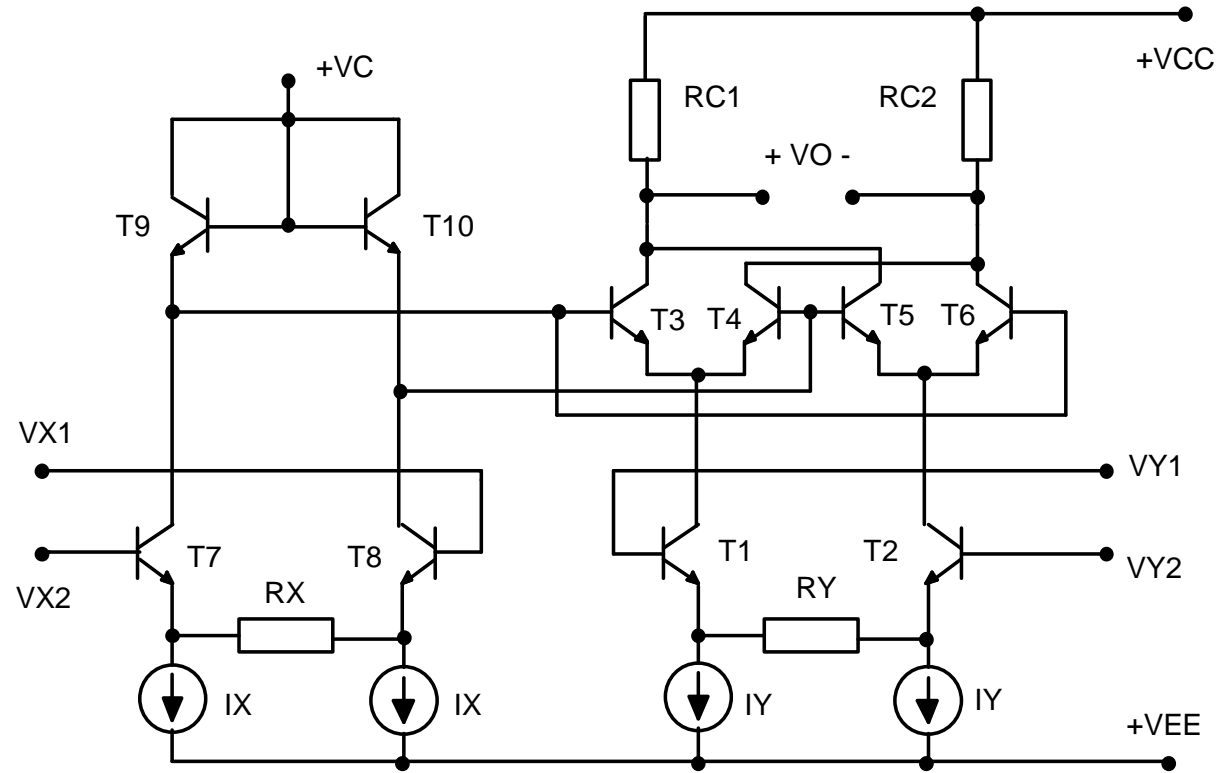 +VC
+VCC
RC1
RC2
+ VO -
T9
T10
T3
T4
T5
T6
VX1
VY1
T7
T8
T1
T2
VX2
VY2
RX
RY
IX
IX
IY
IY
+VEE